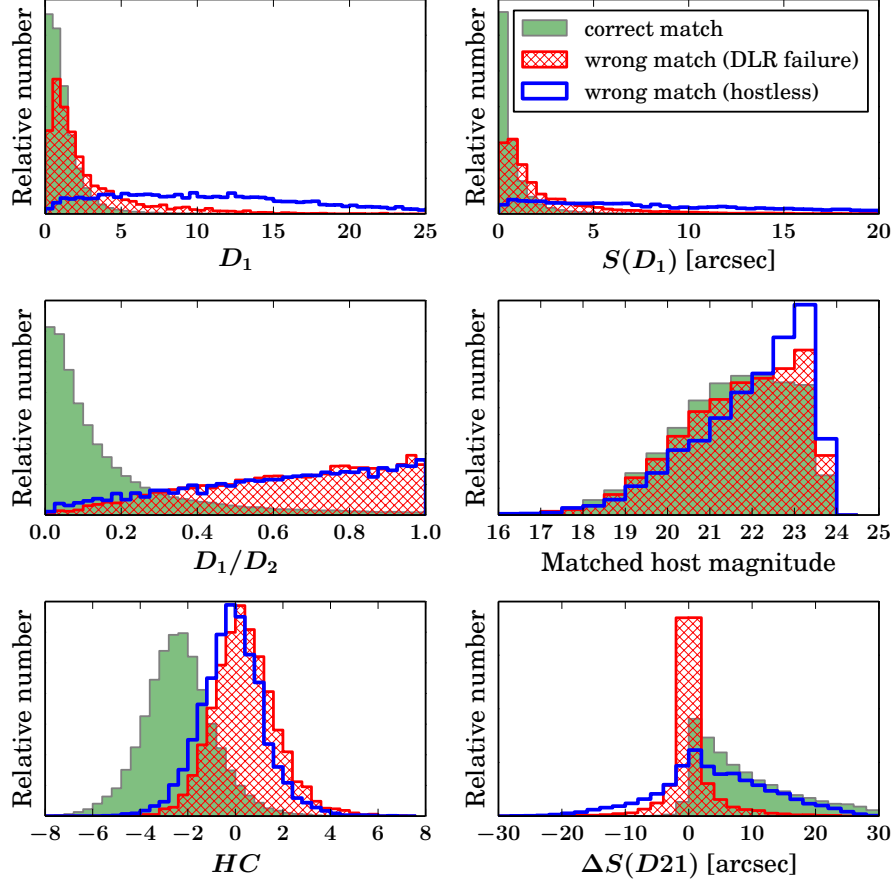 Relative number
0 5 10 15 20 25
D₁
Relative number
correct match
wrong match (DLR failure)
wrong match (hostless)
0 5 10 15 20
S(D₁) [arcsec]
Relative number
0.0 0.2 0.4 0.6 0.8 1.0
D₁/D₂
Relative number
16 17 18 19 20 21 22 23 24 25
Matched host magnitude
Relative number
−8 −6 −4 −2 0 2 4 6 8
HC
Relative number
−30 −20 −10 0 10 20 30
ΔS(D21) [arcsec]